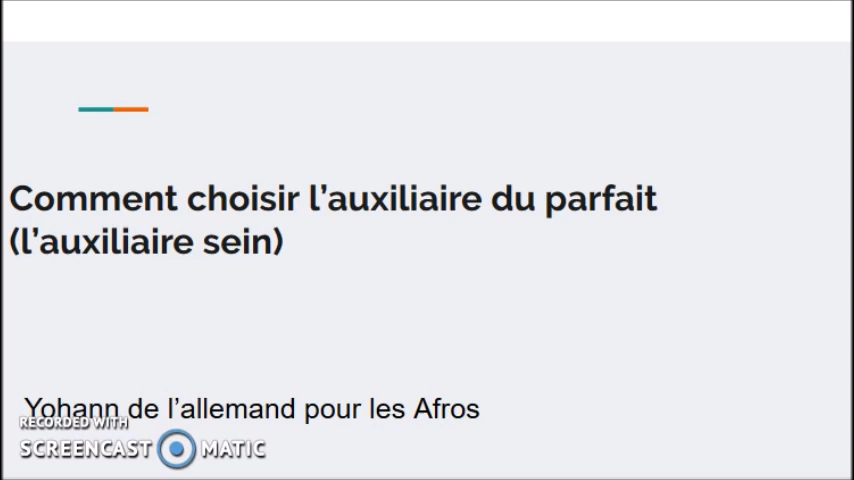 Comment choisir l'auxiliaire du parfait
(l'auxiliaire sein)
Yohann de l'allemand pour les Afros
RECORDED WITH
SCREENCAST MATIC